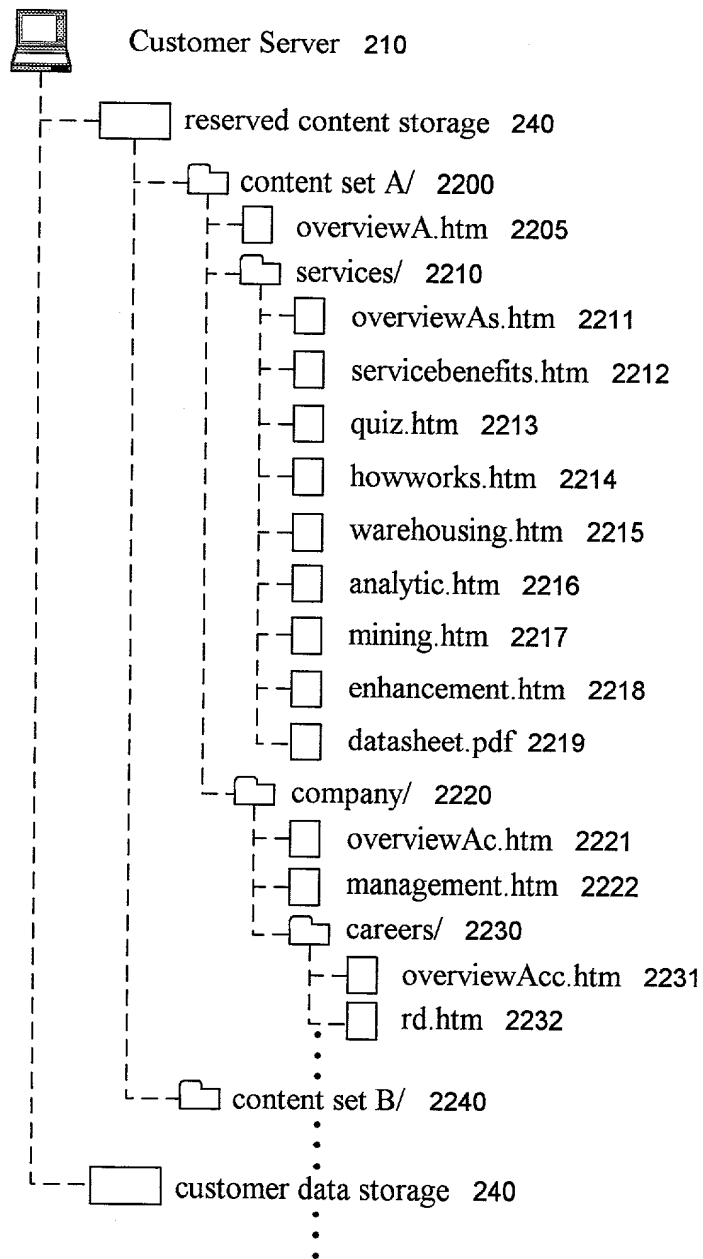 Customer Server 210
reserved content storage 240
content set A/ 2200
overviewA.htm 2205
services/ 2210
overviewAs.htm 2211
servicebenefits.htm 2212
quiz.htm 2213
howworks.htm 2214
warehousing.htm 2215
analytic.htm 2216
mining.htm 2217
enhancement.htm 2218
datasheet.pdf 2219
company/ 2220
overviewAc.htm 2221
management.htm 2222
careers/ 2230
overviewAcc.htm 2231
rd.htm 2232
content set B/ 2240
customer data storage 240